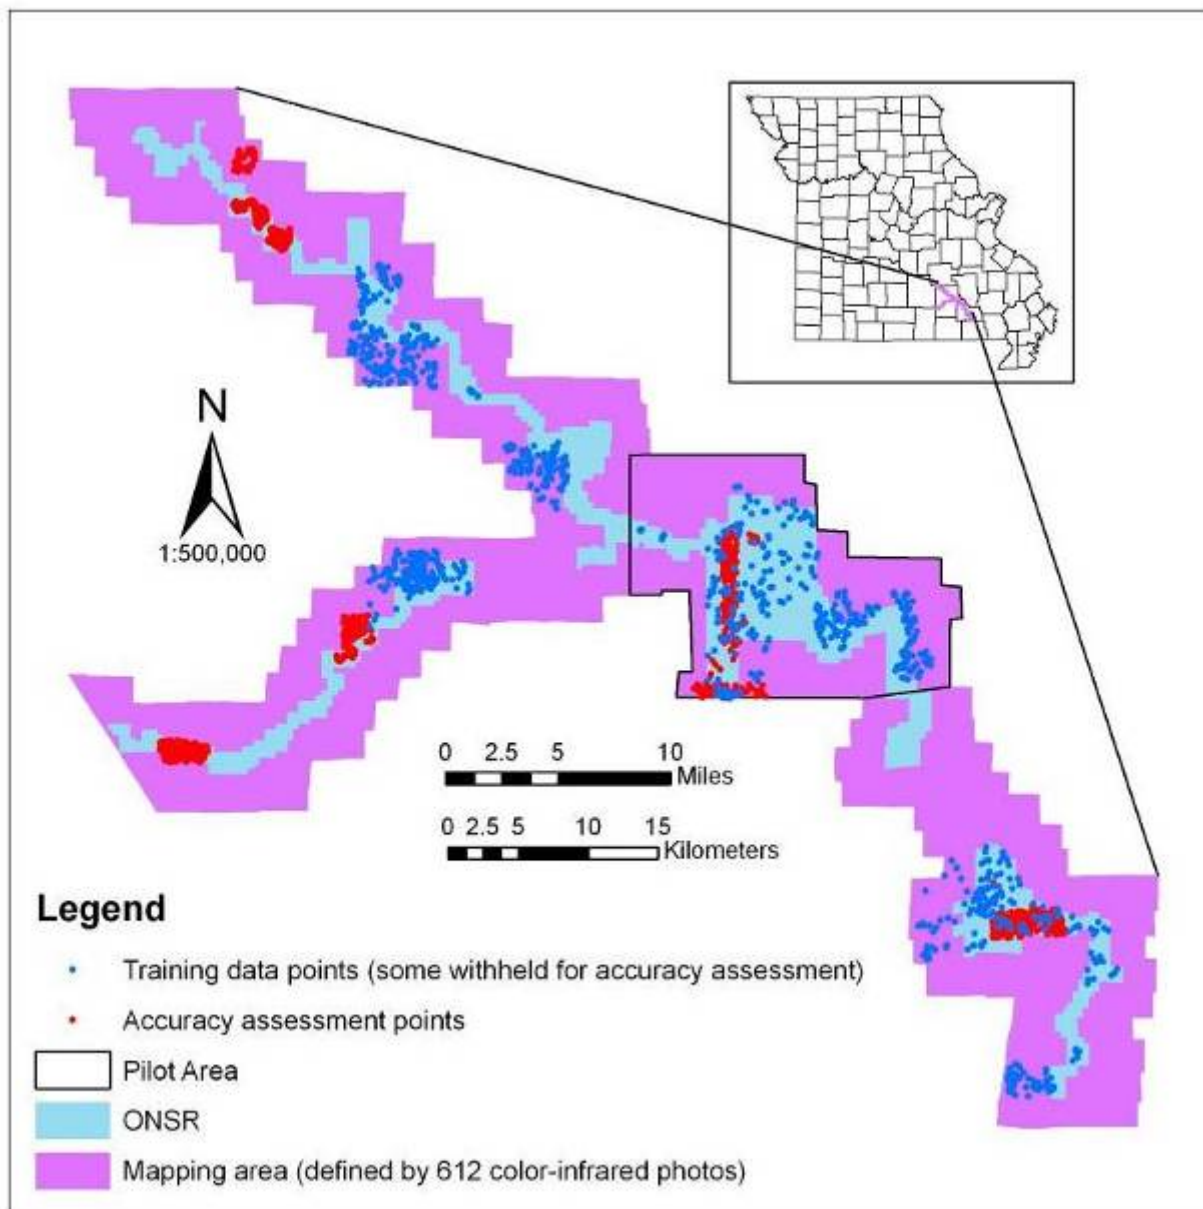 N
1:500,000
0 2.5 5 10
Miles
0 2.5 5 10 15
Kilometers
Legend
Training data points (some withheld for accuracy assessment)
Accuracy assessment points
Pilot Area
ONSR
Mapping area (defined by 612 color-infrared photos)